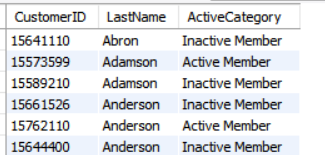 CustomerID LastName ActiveCategory
15641110 Abron Inactive Member
15573599 Adamson Active Member
15589210 Adamson Inactive Member
15661526 Anderson Inactive Member
15762110 Anderson Active Member
15644400 Anderson Inactive Member